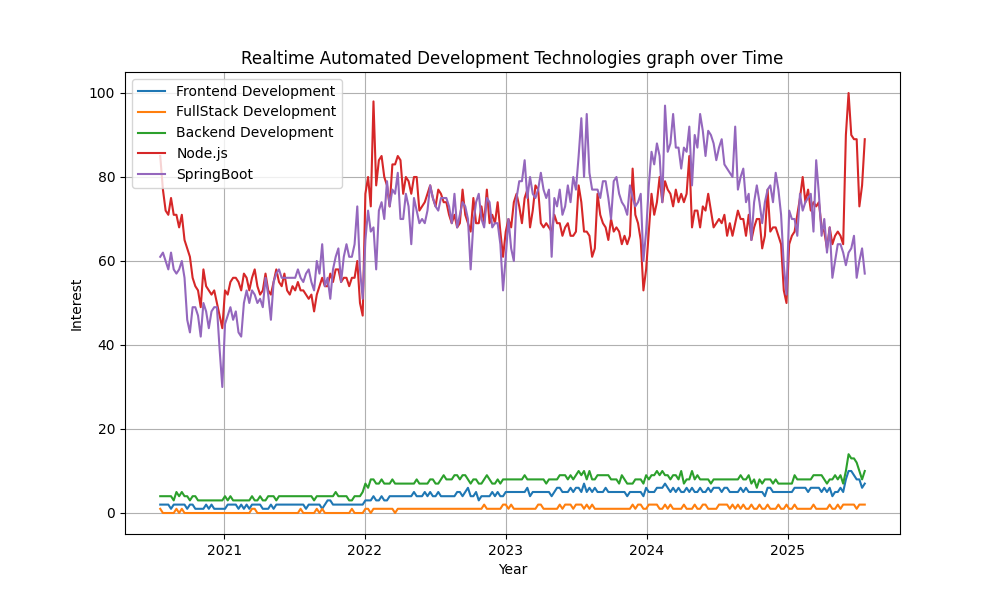 Realtime Automated Development Technologies graph over Time
Frontend Development
FullStack Development
Backend Development
Node.js
SpringBoot
100
80
60
40
20
0
Interest
2021
2022
2023
2024
2025
Year